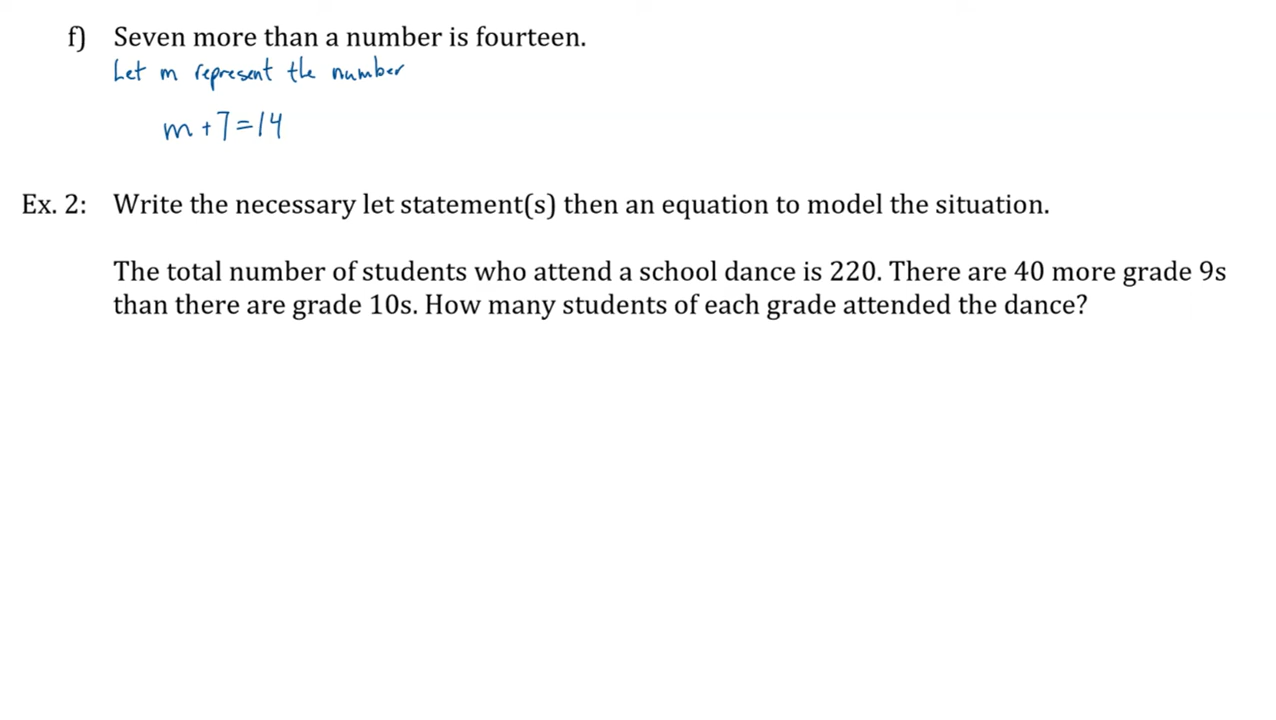 f) Seven more than a number is fourteen.
Let m represent the number
m + 7 = 14
Ex. 2: Write the necessary let statement(s) then an equation to model the situation.
The total number of students who attend a school dance is 220. There are 40 more grade 9s
than there are grade 10s. How many students of each grade attended the dance?